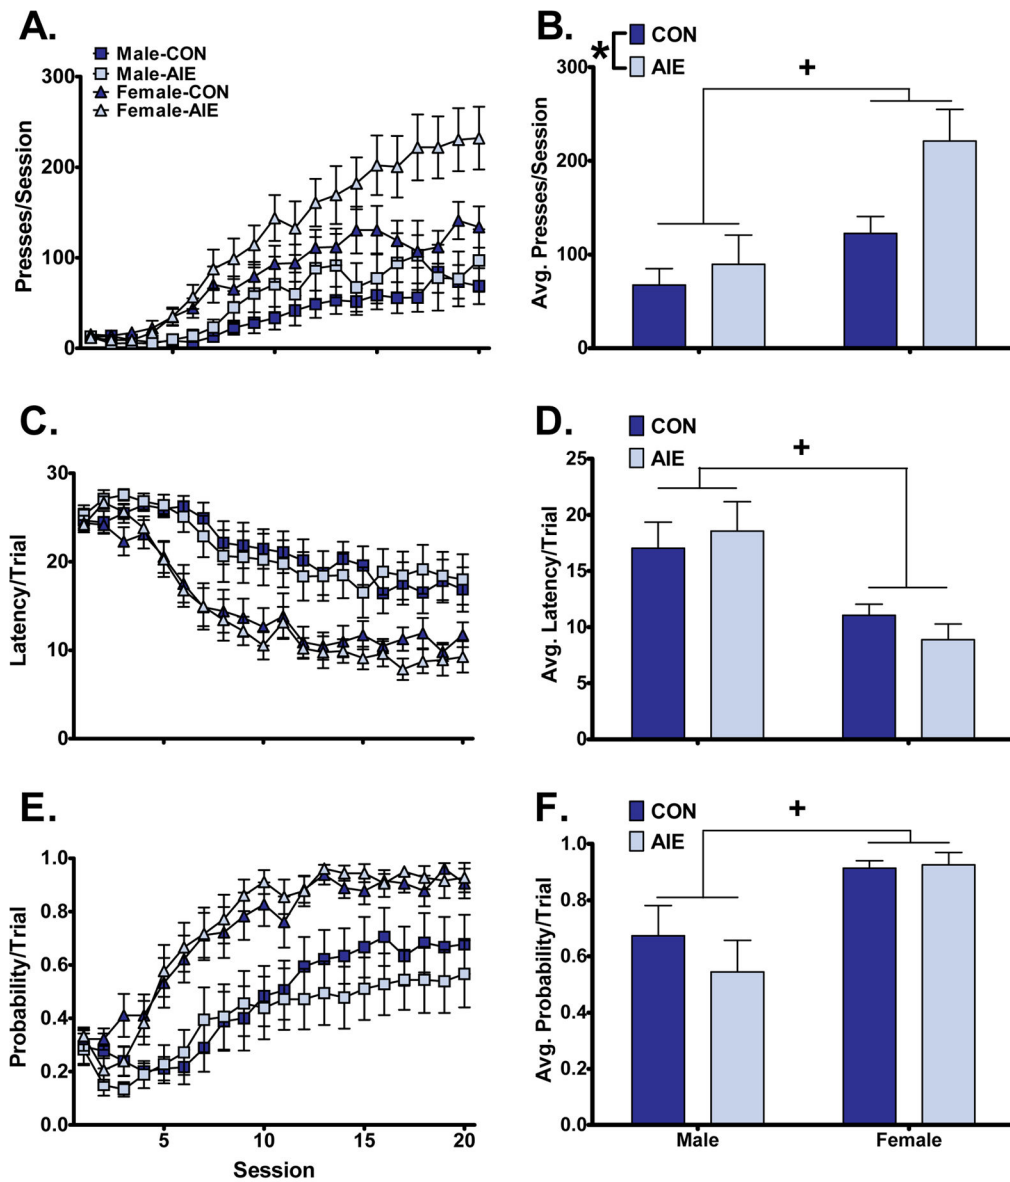 A.
Male-CON
Male-AIE
Female-CON
Female-AIE
Presses/Session
300
200
100
0
B.
CON
AIE
*
+
Avg. Presses/Session
300
200
100
0
C.
Latency/Trial
30
20
10
0
D.
CON
AIE
+
Avg. Latency/Trial
25
20
15
10
5
0
E.
Probability/Trial
1.0
0.8
0.6
0.4
0.2
0.0
5 10 15 20
Session
F.
CON
AIE
+
Avg. Probability/Trial
1.0
0.8
0.6
0.4
0.2
0.0
Male Female